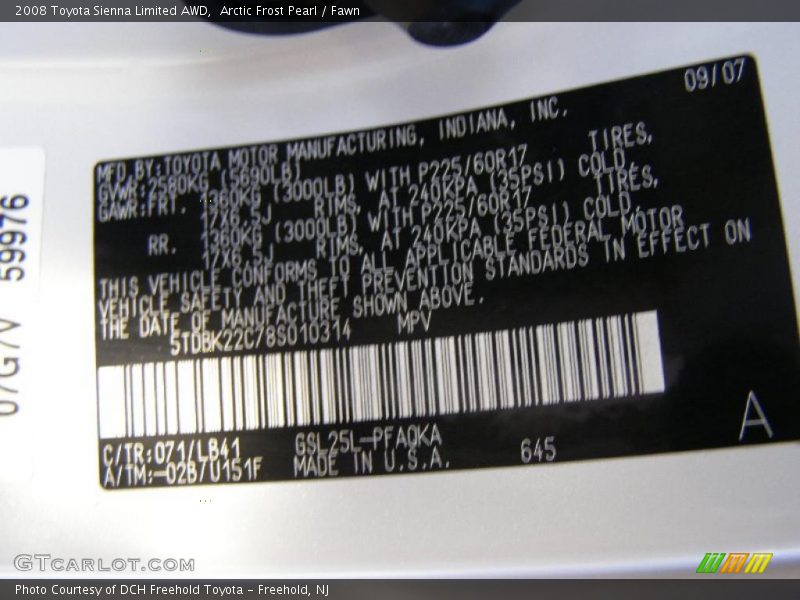 2008 Toyota Sienna Limited AWD,  Arctic Frost Pearl / Fawn
09/07
MFD.BY:TOYOTA MOTOR MANUFACTURING, INDIANA, INC.
GVWR:2580KG (5690LB)
GAWR:FRT. 1360KG (3000LB) WITH P225/60R17 TIRES,
17X6.5J RIMS, AT 240KPA (35PSI) COLD,
RR. 1360KG (3000LB) WITH P225/60R17 TIRES,
17X6.5J RIMS, AT 240KPA (35PSI) COLD,
THIS VEHICLE CONFORMS TO ALL APPLICABLE FEDERAL MOTOR
VEHICLE SAFETY AND THEFT PREVENTION STANDARDS IN EFFECT ON
THE DATE OF MANUFACTURE SHOWN ABOVE.
5TDBK22C78S010314 MPV
C/TR:071/LB41 GSL25L-PFAQKA
A/TM:-02B/U151F MADE IN U.S.A. 645
A
07G7V 59976
GTCARLOT.COM
Photo Courtesy of DCH Freehold Toyota - Freehold, NJ